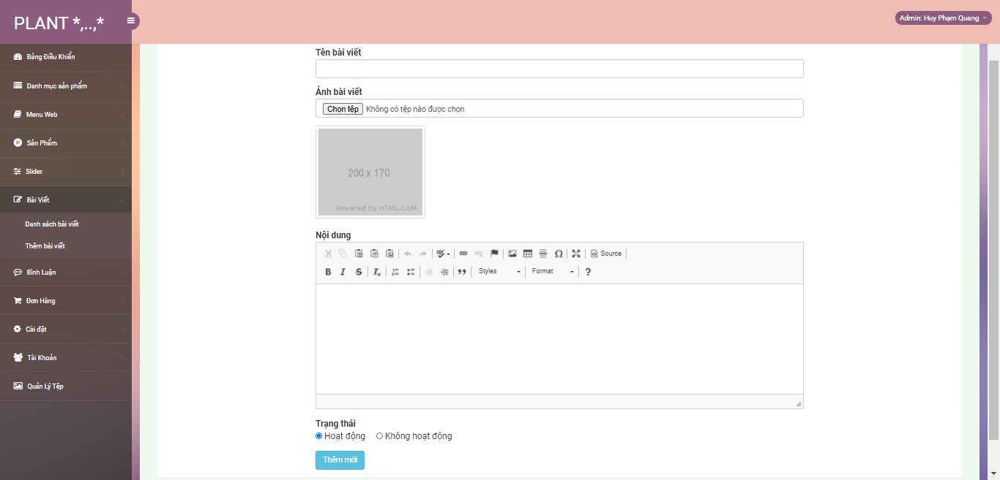 PLANT *,..,*
Admin: Huy Phạm Quang
Bảng Điều Khiển
Danh mục sản phẩm
Menu Web
Sản Phẩm
Slider
Bài Viết
Danh sách bài viết
Thêm bài viết
Bình Luận
Đơn Hàng
Cài đặt
Tài Khoản
Quản Lý Tệp
Tên bài viết
Ảnh bài viết
Chọn tệp Không có tệp nào được chọn
200 x 170
Powered by HTML.COM
Nội dung
Source
Styles Format
Trạng thái
Hoạt động Không hoạt động
Thêm mới